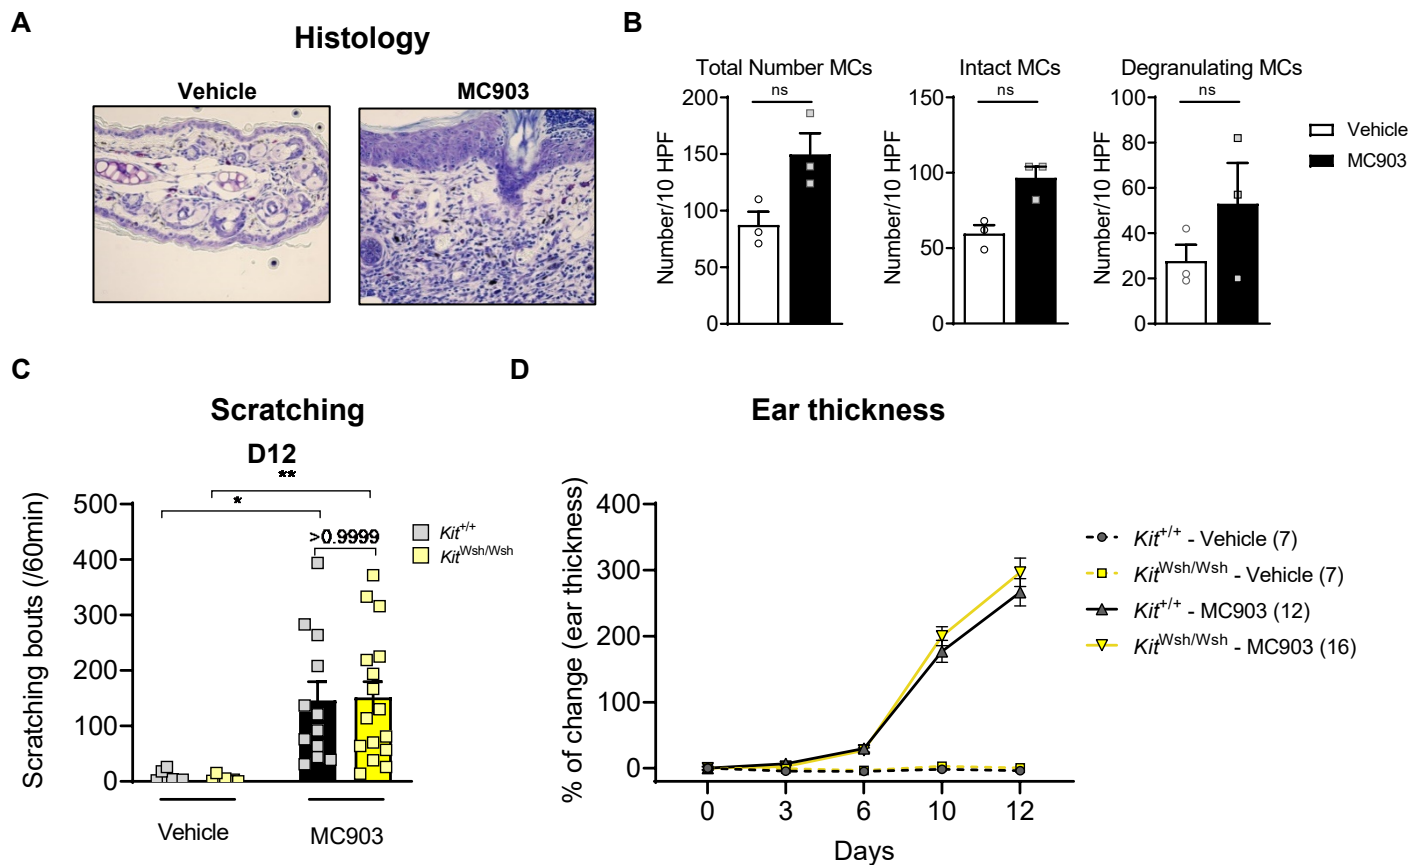 A
Histology
Vehicle
MC903
B
Total Number MCs
ns
Number/10 HPF
200
150
100
50
0
Intact MCs
ns
Number/10 HPF
150
100
50
0
Degranulating MCs
ns
Number/10 HPF
100
80
60
40
20
0
Vehicle
MC903
C
Scratching
D12
**
*
>0.9999
Scratching bouts (/60min)
500
400
300
200
100
0
Vehicle
MC903
Kit+/+
KitWsh/Wsh
D
Ear thickness
% of change (ear thickness)
400
300
200
100
0
0 3 6 10 12
Days
Kit+/+ - Vehicle (7)
KitWsh/Wsh - Vehicle (7)
Kit+/+ - MC903 (12)
KitWsh/Wsh - MC903 (16)